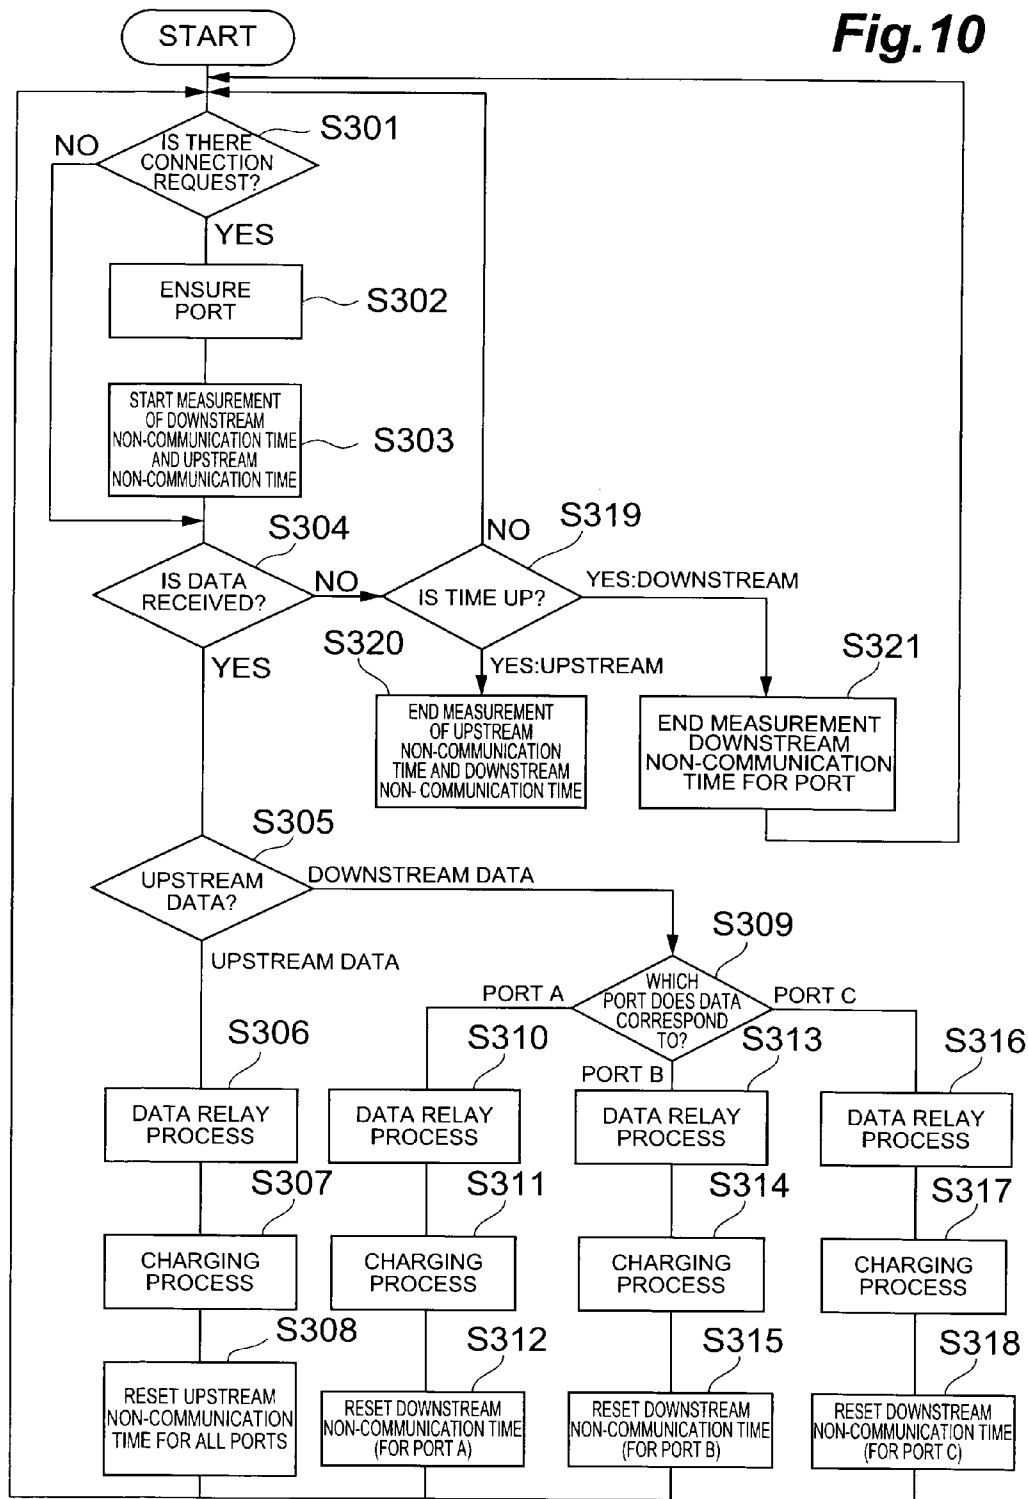 START
Fig.10
S301
NO
IS THERE
CONNECTION
REQUEST?
YES
ENSURE
PORT
S302
START MEASUREMENT
OF DOWNSTREAM
NON-COMMUNICATION TIME
AND UPSTREAM
NON-COMMUNICATION TIME
S303
S304
IS DATA
RECEIVED?
NO
YES
S319
NO
IS TIME UP?
YES:DOWNSTREAM
YES:UPSTREAM
S320
END MEASUREMENT
OF UPSTREAM
NON-COMMUNICATION
TIME AND DOWNSTREAM
NON- COMMUNICATION TIME
S321
END MEASUREMENT
DOWNSTREAM
NON-COMMUNICATION
TIME FOR PORT
S305
UPSTREAM
DATA?
DOWNSTREAM DATA
UPSTREAM DATA
S309
WHICH
PORT DOES DATA
CORRESPOND
TO?
PORT A
PORT B
PORT C
S306
DATA RELAY
PROCESS
S307
CHARGING
PROCESS
S308
RESET UPSTREAM
NON-COMMUNICATION
TIME FOR ALL PORTS
S310
DATA RELAY
PROCESS
S311
CHARGING
PROCESS
S312
RESET DOWNSTREAM
NON-COMMUNICATION TIME
(FOR PORT A)
S313
DATA RELAY
PROCESS
S314
CHARGING
PROCESS
S315
RESET DOWNSTREAM
NON-COMMUNICATION TIME
(FOR PORT B)
S316
DATA RELAY
PROCESS
S317
CHARGING
PROCESS
S318
RESET DOWNSTREAM
NON-COMMUNICATION TIME
(FOR PORT C)